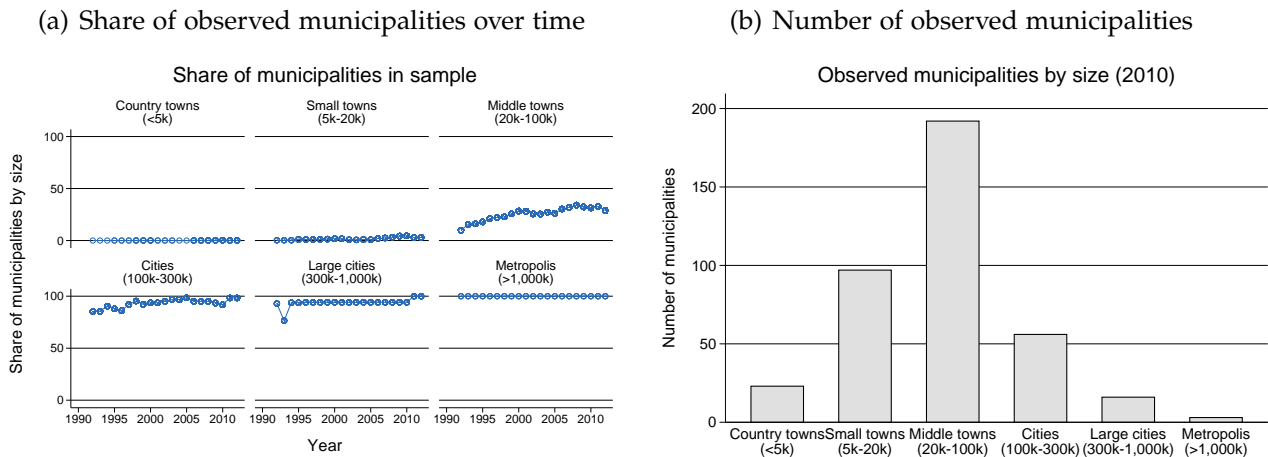 (a) Share of observed municipalities over time
Share of municipalities in sample
Country towns
(<5k)
Small towns
(5k-20k)
Middle towns
(20k-100k)
100
50
0
Cities
(100k-300k)
Large cities
(300k-1,000k)
Metropolis
(>1,000k)
100
50
0
1990 1995 2000 2005 2010 1990 1995 2000 2005 2010 1990 1995 2000 2005 2010
Share of municipalities by size
Year
(b) Number of observed municipalities
Observed municipalities by size (2010)
200
150
100
50
0
Number of municipalities
Country towns
(<5k)
Small towns
(5k-20k)
Middle towns
(20k-100k)
Cities
(100k-300k)
Large cities
(300k-1,000k)
Metropolis
(>1,000k)